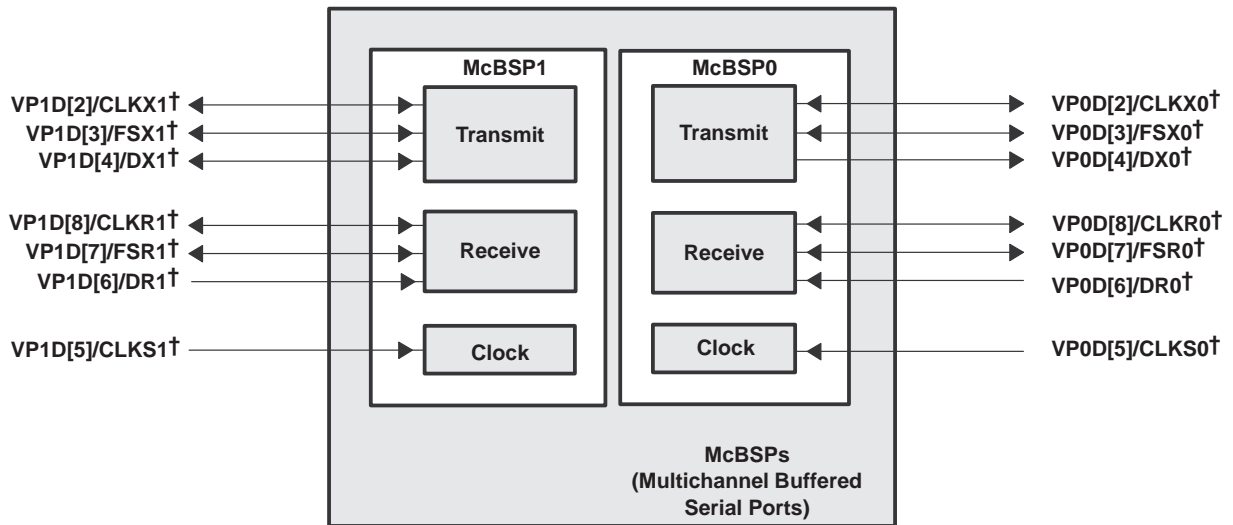 McBSP1
McBSP0
VP1D[2]/CLKX1†
VP1D[3]/FSX1†
VP1D[4]/DX1†
Transmit
Transmit
VP0D[2]/CLKX0†
VP0D[3]/FSX0†
VP0D[4]/DX0†
VP1D[8]/CLKR1†
VP1D[7]/FSR1†
VP1D[6]/DR1†
Receive
Receive
VP0D[8]/CLKR0†
VP0D[7]/FSR0†
VP0D[6]/DR0†
VP1D[5]/CLKS1†
Clock
Clock
VP0D[5]/CLKS0†
McBSPs
(Multichannel Buffered
Serial Ports)